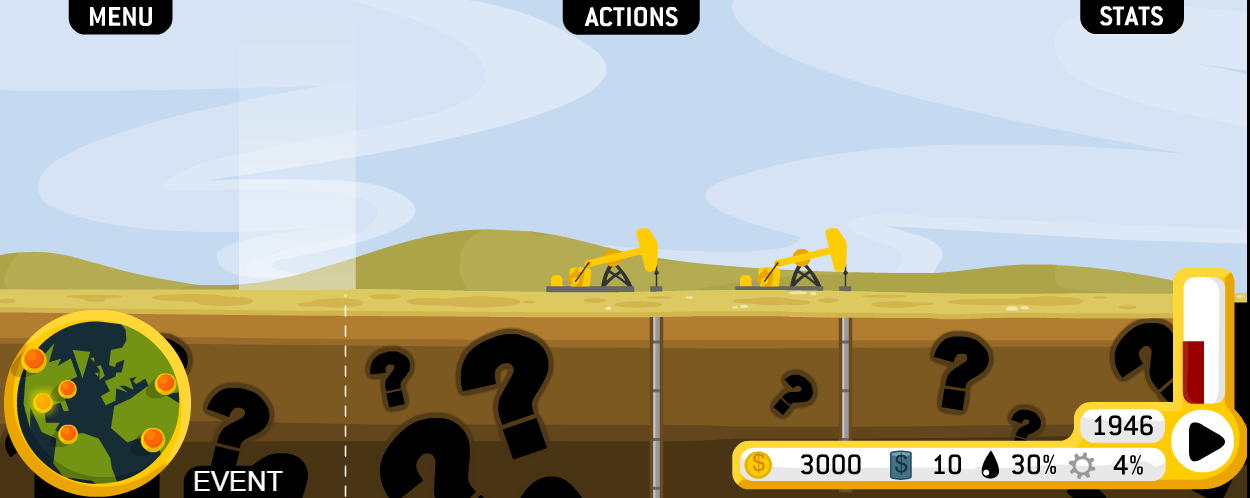 MENU
ACTIONS
STATS
1946
$ 3000 $ 10 30% 4%
EVENT